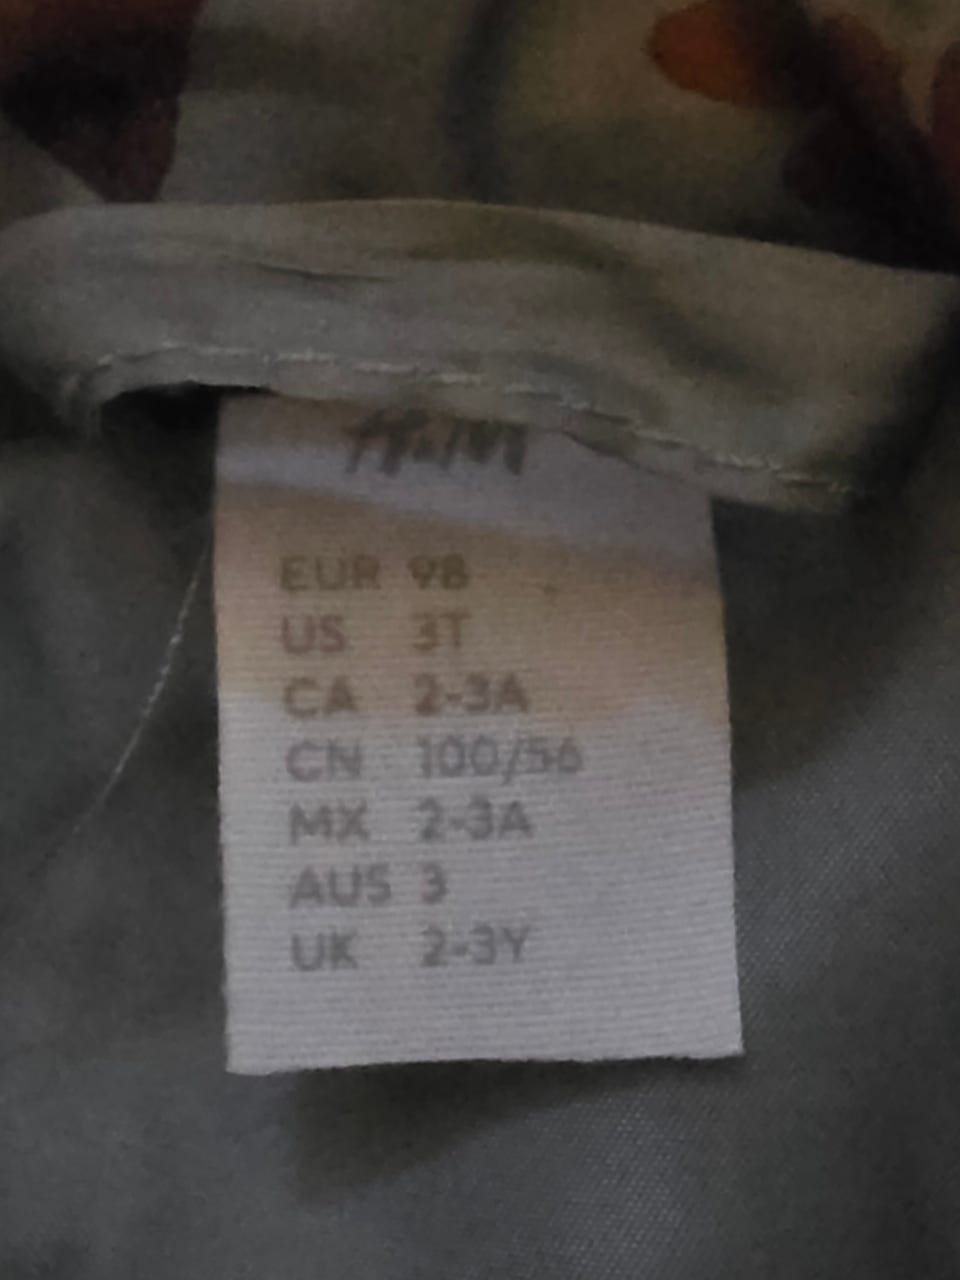 H&M
EUR 98
US 3T
CA 2-3A
CN 100/56
MX 2-3A
AUS 3
UK 2-3Y